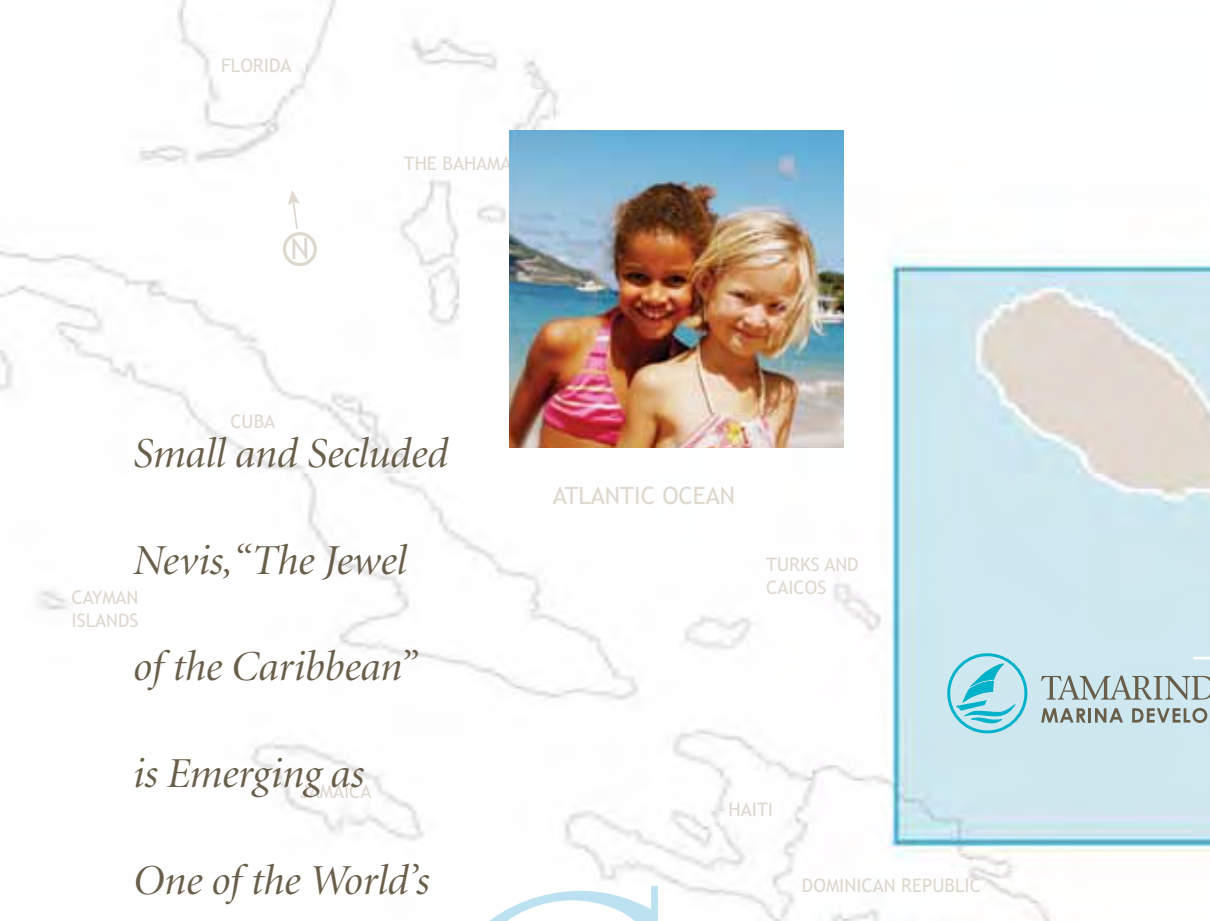 FLORIDA
THE BAHAMA
N
CUBA
Small and Secluded
ATLANTIC OCEAN
Nevis, “The Jewel
TURKS AND
CAICOS
CAYMAN
ISLANDS
of the Caribbean”
TAMARIND
MARINA DEVELO
is Emerging as
JAMAICA
HAITI
One of the World’s
DOMINICAN REPUBLIC